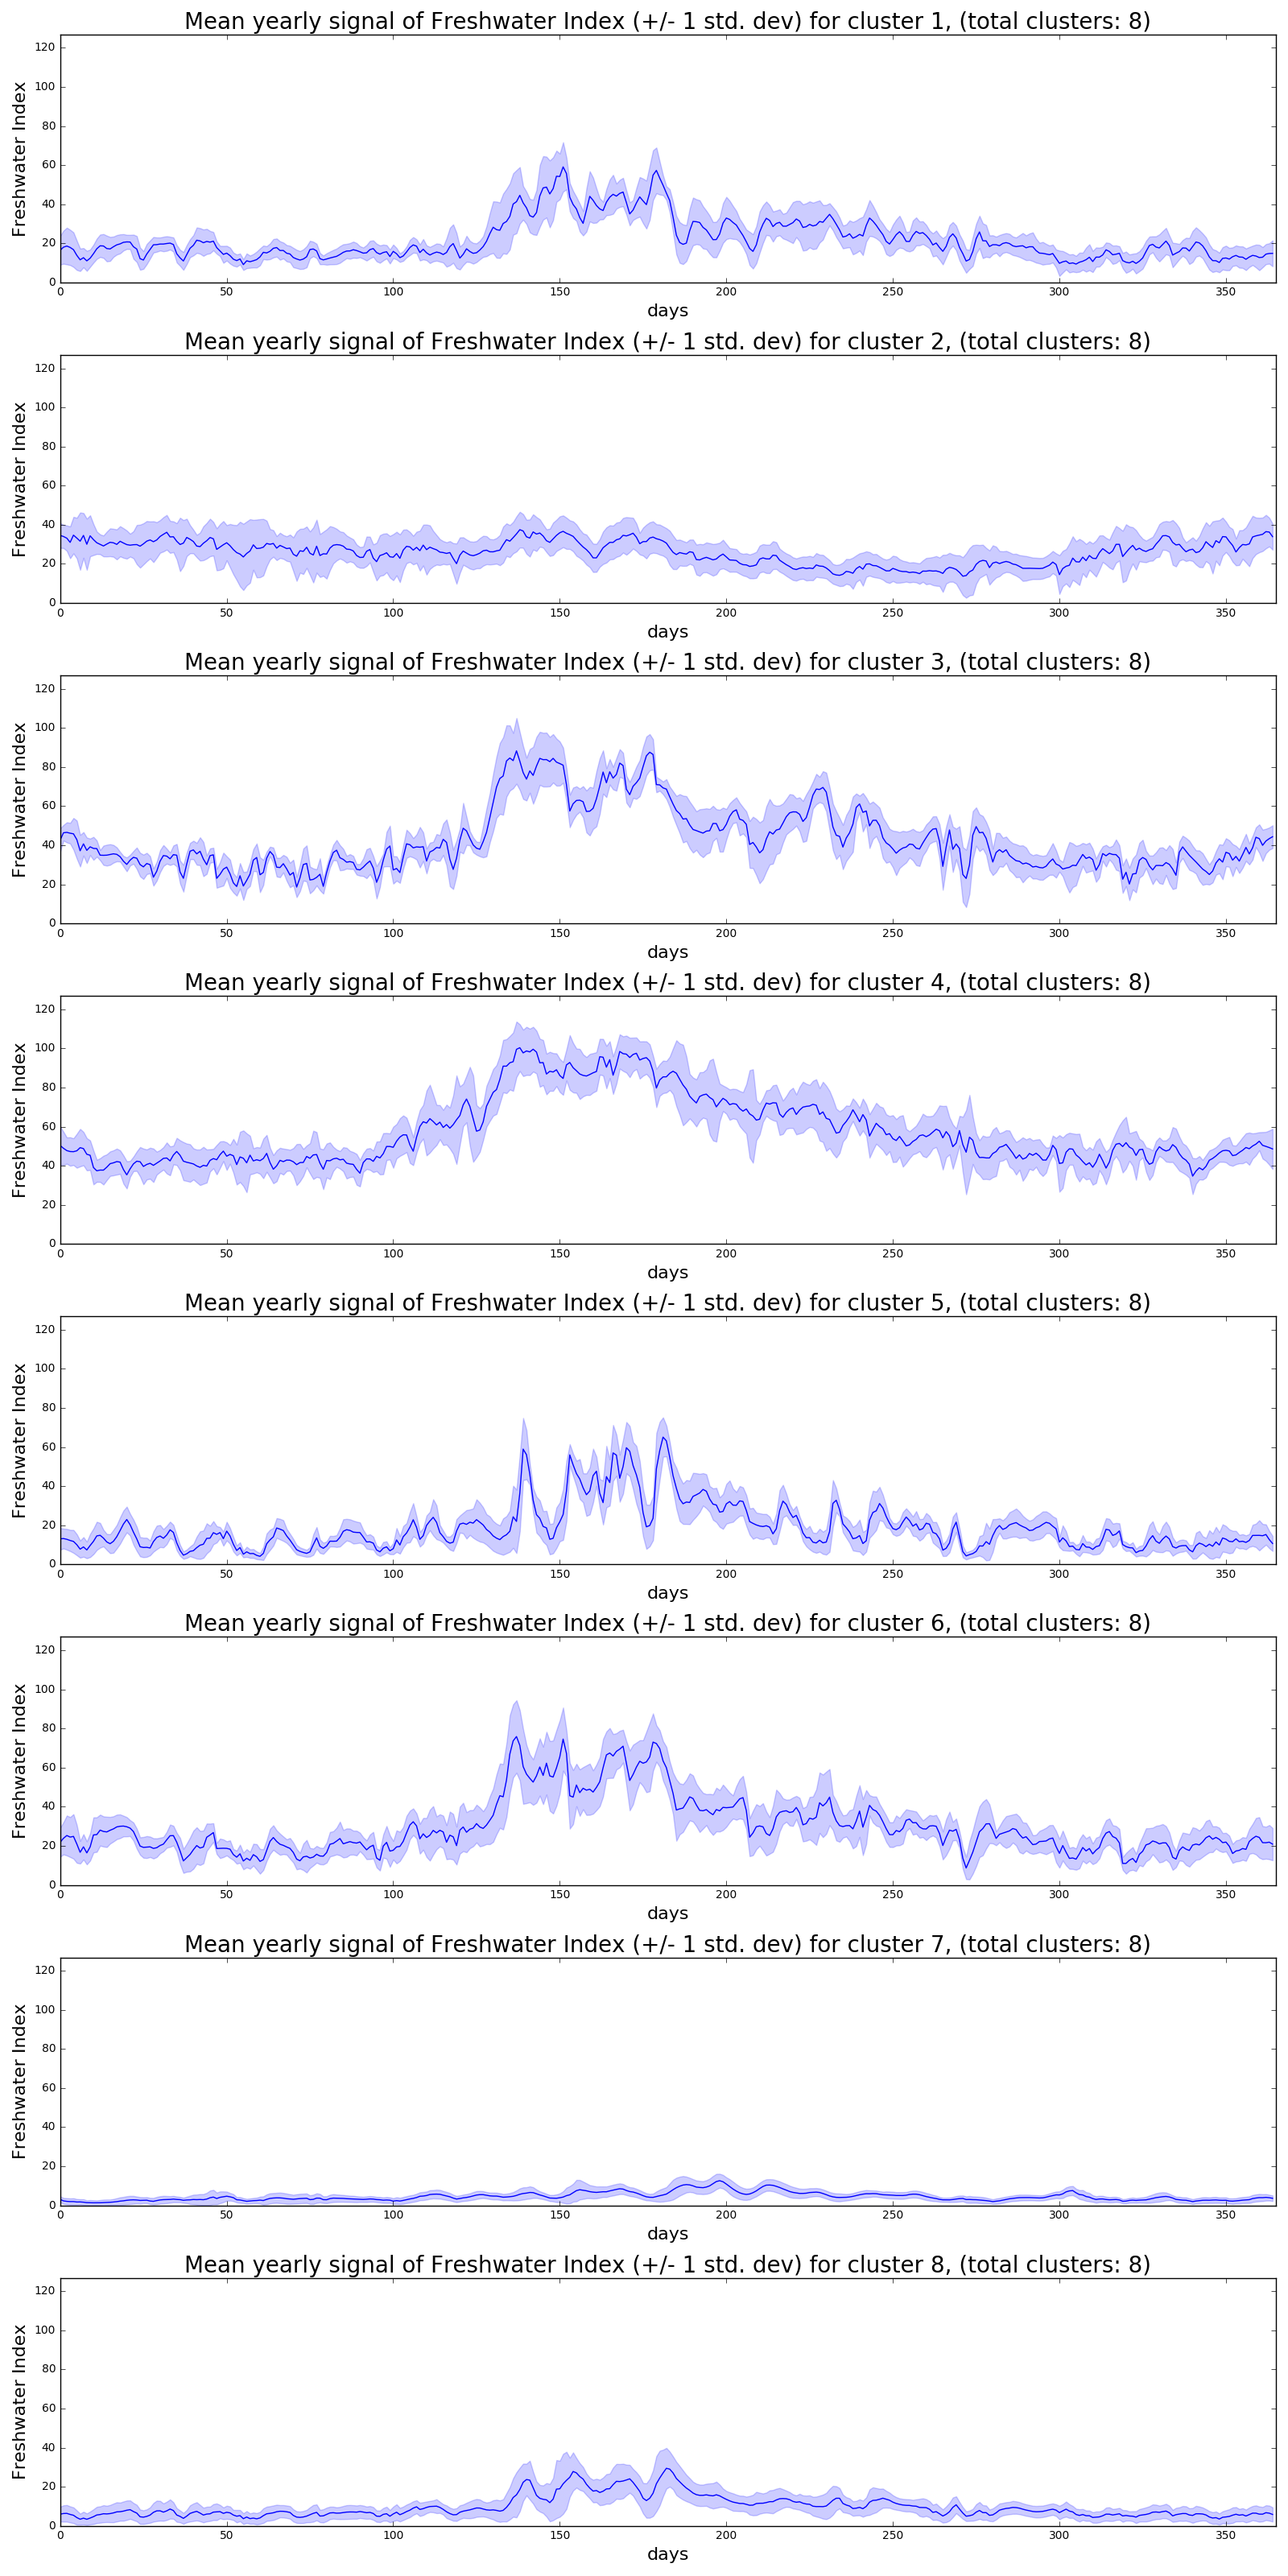 Mean yearly signal of Freshwater Index (+/- 1 std. dev) for cluster 1, (total clusters: 8)
120
100
80
60
40
20
0
Freshwater Index
0 50 100 150 200 250 300 350
days
Mean yearly signal of Freshwater Index (+/- 1 std. dev) for cluster 2, (total clusters: 8)
120
100
80
60
40
20
0
Freshwater Index
0 50 100 150 200 250 300 350
days
Mean yearly signal of Freshwater Index (+/- 1 std. dev) for cluster 3, (total clusters: 8)
120
100
80
60
40
20
0
Freshwater Index
0 50 100 150 200 250 300 350
days
Mean yearly signal of Freshwater Index (+/- 1 std. dev) for cluster 4, (total clusters: 8)
120
100
80
60
40
20
0
Freshwater Index
0 50 100 150 200 250 300 350
days
Mean yearly signal of Freshwater Index (+/- 1 std. dev) for cluster 5, (total clusters: 8)
120
100
80
60
40
20
0
Freshwater Index
0 50 100 150 200 250 300 350
days
Mean yearly signal of Freshwater Index (+/- 1 std. dev) for cluster 6, (total clusters: 8)
120
100
80
60
40
20
0
Freshwater Index
0 50 100 150 200 250 300 350
days
Mean yearly signal of Freshwater Index (+/- 1 std. dev) for cluster 7, (total clusters: 8)
120
100
80
60
40
20
0
Freshwater Index
0 50 100 150 200 250 300 350
days
Mean yearly signal of Freshwater Index (+/- 1 std. dev) for cluster 8, (total clusters: 8)
120
100
80
60
40
20
0
Freshwater Index
0 50 100 150 200 250 300 350
days